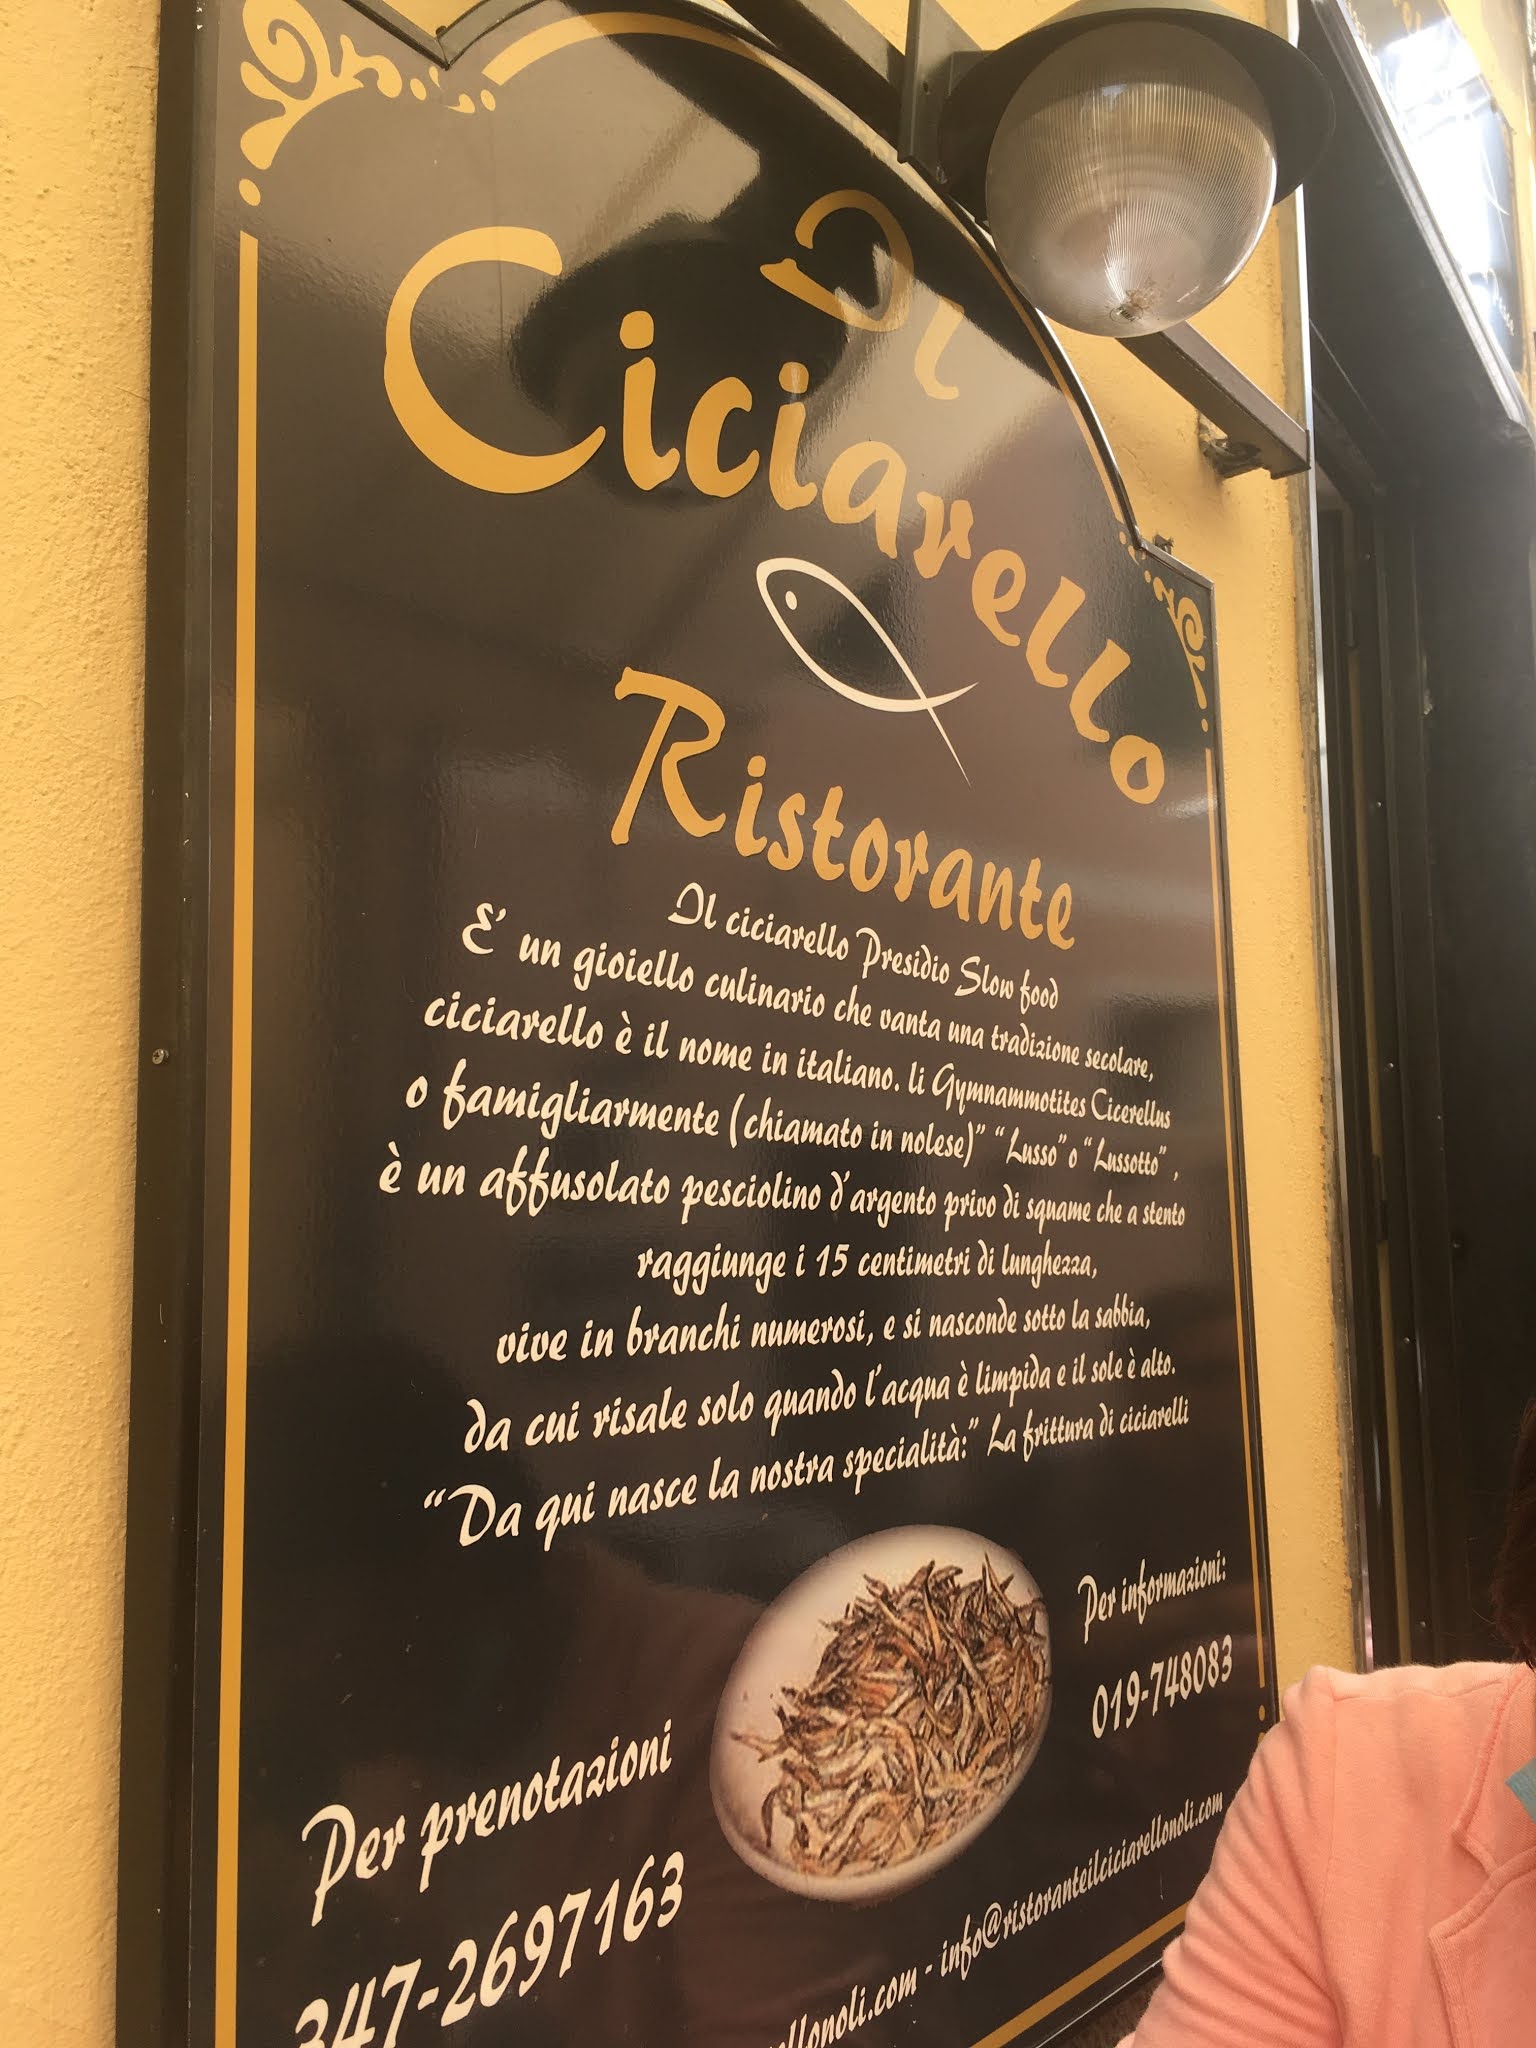 Il
Ciciarello
Ristorante
Il ciciarello Presidio Slow food
E' un gioiello culinario che vanta una tradizione secolare,
ciciarello è il nome in italiano. li Gymnammotites Cicerellus
o famigliarmente (chiamato in nolese)" "Lusso" o "Lussotto" ,
è un affusolato pesciolino d'argento privo di squame che a stento
raggiunge i 15 centimetri di lunghezza,
vive in branchi numerosi, e si nasconde sotto la sabbia,
da cui risale solo quando l'acqua è limpida e il sole è alto.
"Da qui nasce la nostra specialità:" La frittura di ciciarelli
Per informazioni:
019-748083
Per prenotazioni
347-2697163
ellonoli.com - info@ristoranteilciciarellonoli.com